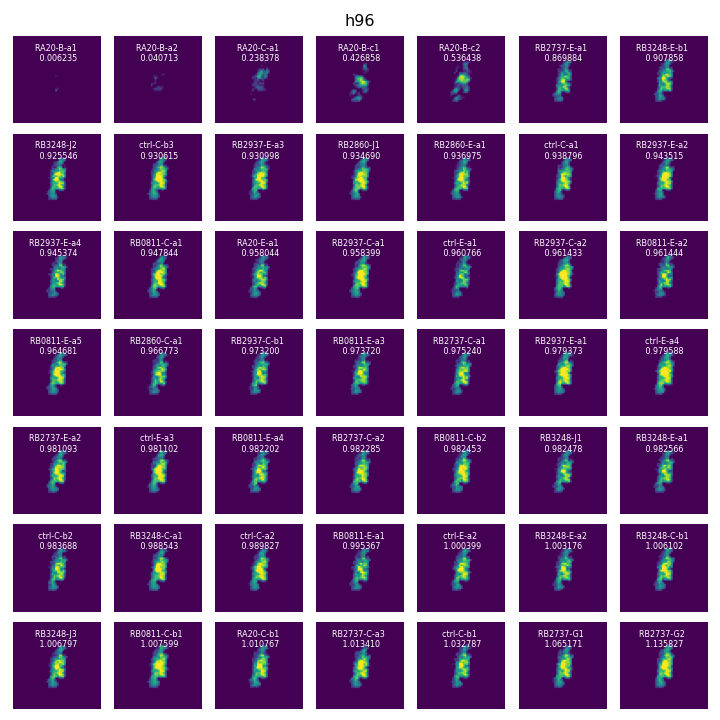 h96
RA20-B-a1
0.006235
RA20-B-a2
0.040713
RA20-C-a1
0.238378
RA20-B-c1
0.426858
RA20-B-c2
0.536438
RB2737-E-a1
0.869884
RB3248-E-b1
0.907858
RB3248-J2
0.925546
ctrl-C-b3
0.930615
RB2937-E-a3
0.930998
RB2860-J1
0.934690
RB2860-E-a1
0.936975
ctrl-C-a1
0.938796
RB2937-E-a2
0.943515
RB2937-E-a4
0.945374
RB0811-C-a1
0.947844
RA20-E-a1
0.958044
RB2937-C-a1
0.958399
ctrl-E-a1
0.960766
RB2937-C-a2
0.961433
RB0811-E-a2
0.961444
RB0811-E-a5
0.964681
RB2860-C-a1
0.966773
RB2937-C-b1
0.973200
RB0811-E-a3
0.973720
RB2737-C-a1
0.975240
RB2937-E-a1
0.979373
ctrl-E-a4
0.979588
RB2737-E-a2
0.981093
ctrl-E-a3
0.981102
RB0811-E-a4
0.982202
RB2737-C-a2
0.982285
RB0811-C-b2
0.982453
RB3248-J1
0.982478
RB3248-E-a1
0.982566
ctrl-C-b2
0.983688
RB3248-C-a1
0.988543
ctrl-C-a2
0.989827
RB0811-E-a1
0.995367
ctrl-E-a2
1.000399
RB3248-E-a2
1.003176
RB3248-C-b1
1.006102
RB3248-J3
1.006797
RB0811-C-b1
1.007599
RA20-C-b1
1.010767
RB2737-C-a3
1.013410
ctrl-C-b1
1.032787
RB2737-G1
1.065171
RB2737-G2
1.135827